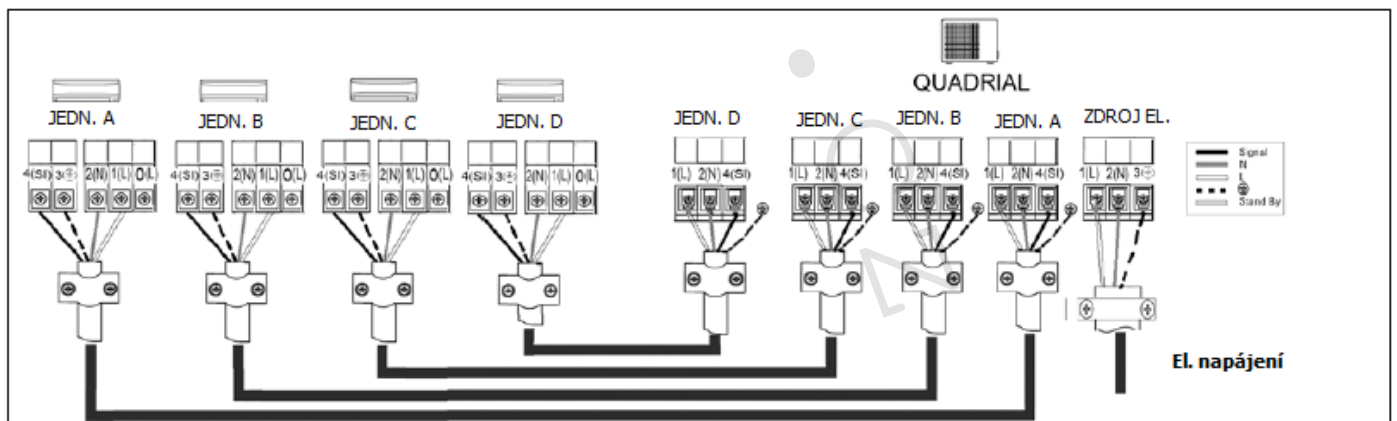 QUADRIAL
JEDN. A
JEDN. B
JEDN. C
JEDN. D
JEDN. D
JEDN. C
JEDN. B
JEDN. A
ZDROJ EL.
4(SI) 3 2(N) 1(L) 0(L)
4(SI) 3 2(N) 1(L) 0(L)
4(SI) 3 2(N) 1(L) 0(L)
4(SI) 3 2(N) 1(L) 0(L)
1(L) 2(N) 4(SI)
1(L) 2(N) 4(SI)
1(L) 2(N) 4(SI)
1(L) 2(N) 4(SI)
1(L) 2(N) 3
Signal
N
L
Stand By
El. napájení